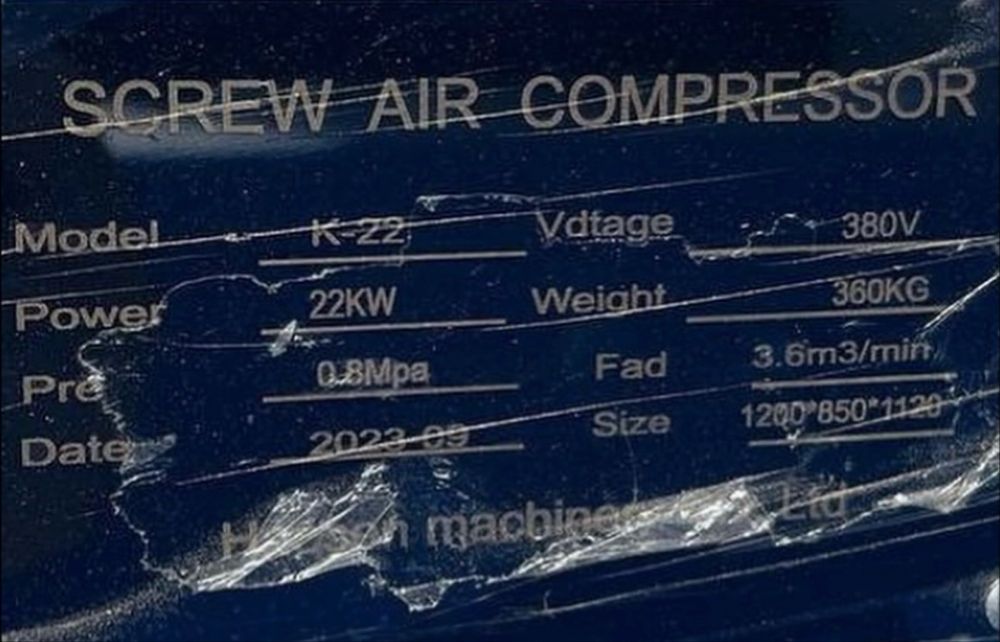 SCREW AIR COMPRESSOR
Model K-22 Vdtage 380V
Power 22KW Weight 360KG
Pre 0.8Mpa Fad 3.6m3/min
Date 2023-09 Size 1200*850*1120
Ltd